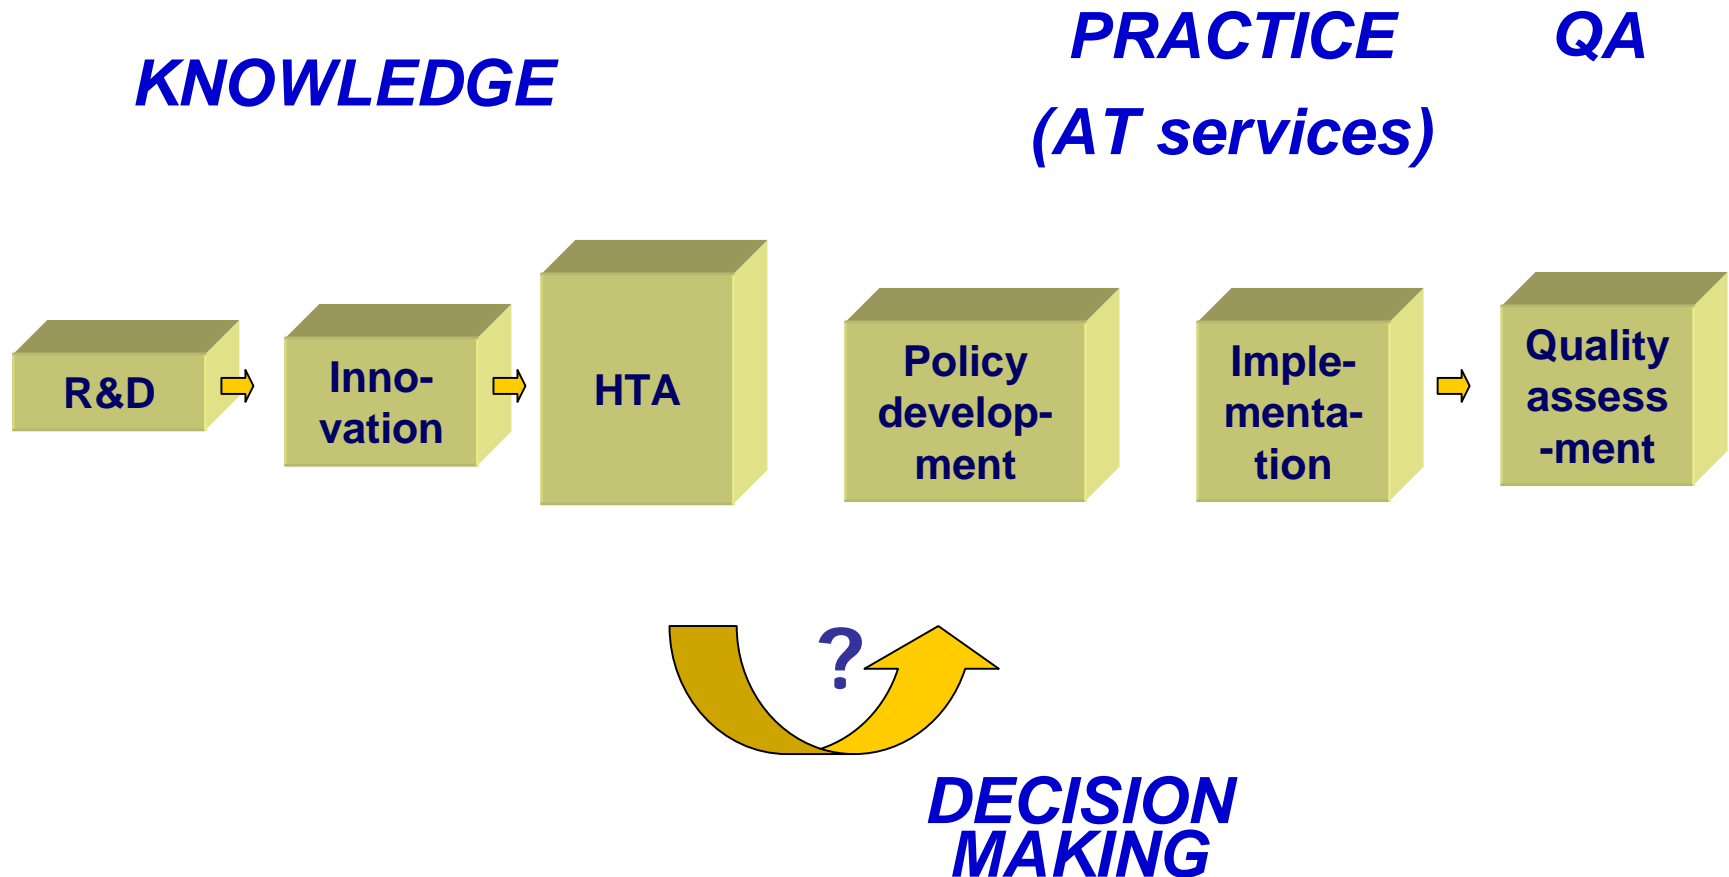 KNOWLEDGE
PRACTICE
(AT services)
QA
R&D
Inno-
vation
HTA
Policy
develop-
ment
Imple-
menta-
tion
Quality
assess
-ment
?
DECISION
MAKING